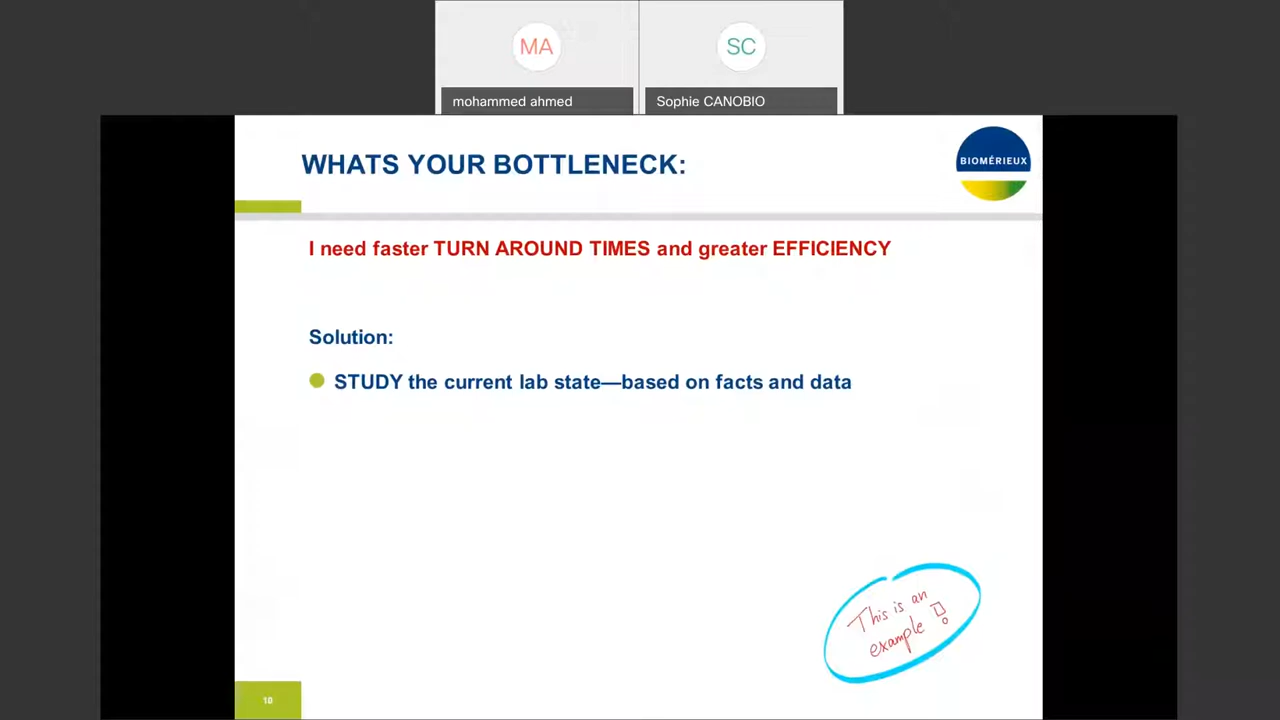 MA
SC
mohammed ahmed
Sophie CANOBIO
WHATS YOUR BOTTLENECK:
BIOMÉRIEUX
I need faster TURN AROUND TIMES and greater EFFICIENCY
Solution:
STUDY the current lab state—based on facts and data
This is an
example !
10